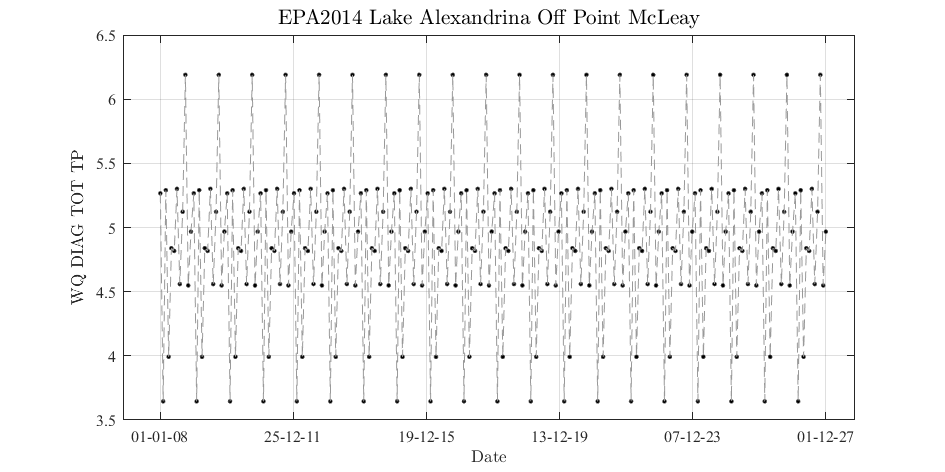 EPA2014 Lake Alexandrina Off Point McLeay
6.5
6
5.5
5
4.5
4
3.5
WQ DIAG TOT TP
01-01-08 25-12-11 19-12-15 13-12-19 07-12-23 01-12-27
Date